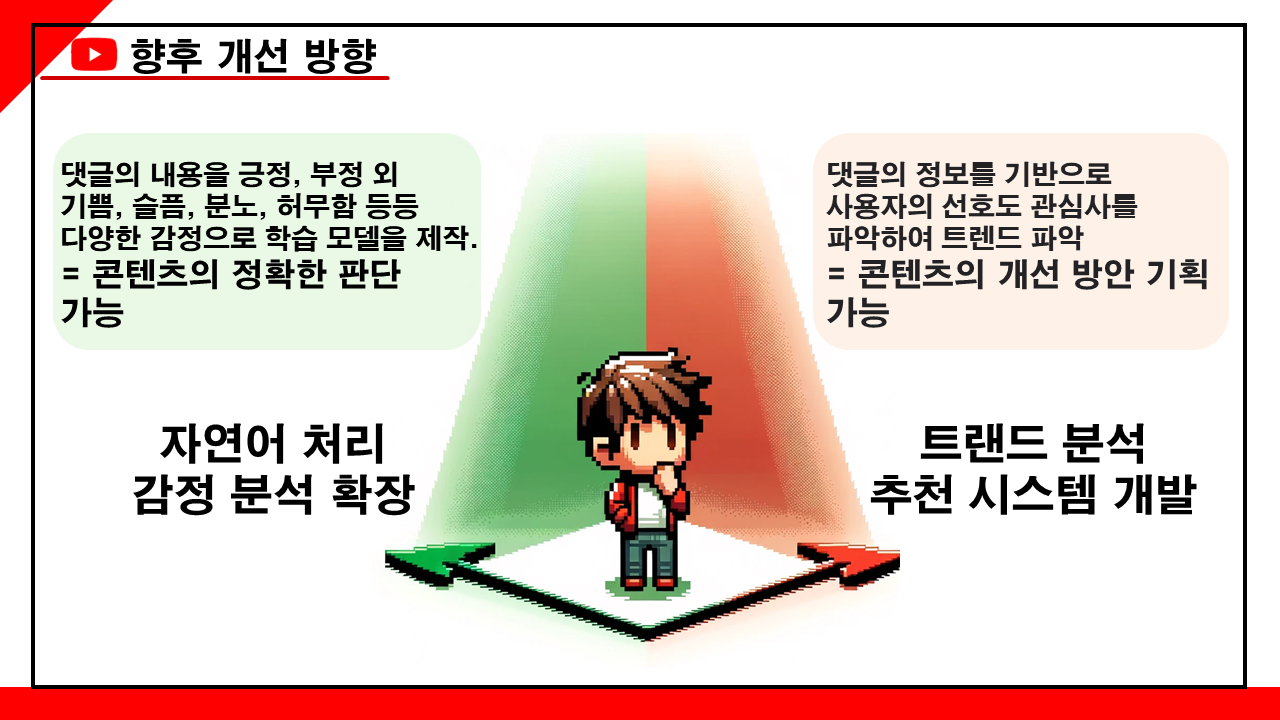 향후 개선 방향
댓글의 내용을 긍정, 부정 외
기쁨, 슬픔, 분노, 허무함 등등
다양한 감정으로 학습 모델을 제작.
= 콘텐츠의 정확한 판단
가능
댓글의 정보를 기반으로
사용자의 선호도 관심사를
파악하여 트렌드 파악
= 콘텐츠의 개선 방안 기획
가능
자연어 처리
감정 분석 확장
트랜드 분석
추천 시스템 개발